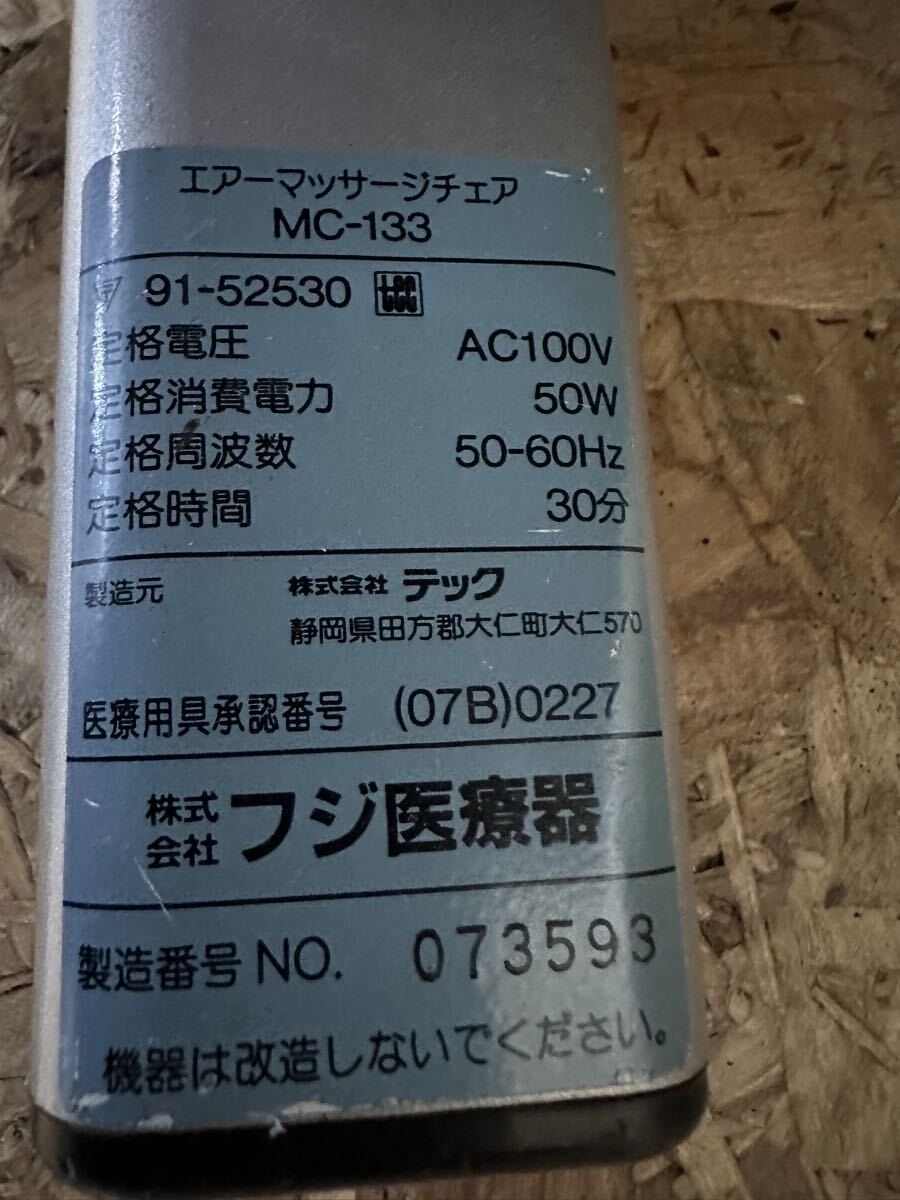 エアーマッサージチェア
MC-133
▽ 91-52530 tec
定格電圧 AC100V
定格消費電力 50W
定格周波数 50-60Hz
定格時間 30分
製造元 株式会社 テック
静岡県田方郡大仁町大仁570
医療用具承認番号 (07B)0227
株式会社 フジ医療器
製造番号 NO. 073593
機器は改造しないでください。